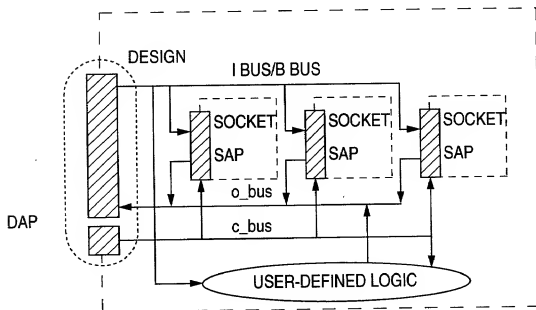 DESIGN
I BUS/B BUS
SOCKET
SOCKET
SOCKET
SAP
SAP
SAP
o_bus
DAP
c_bus
USER-DEFINED LOGIC